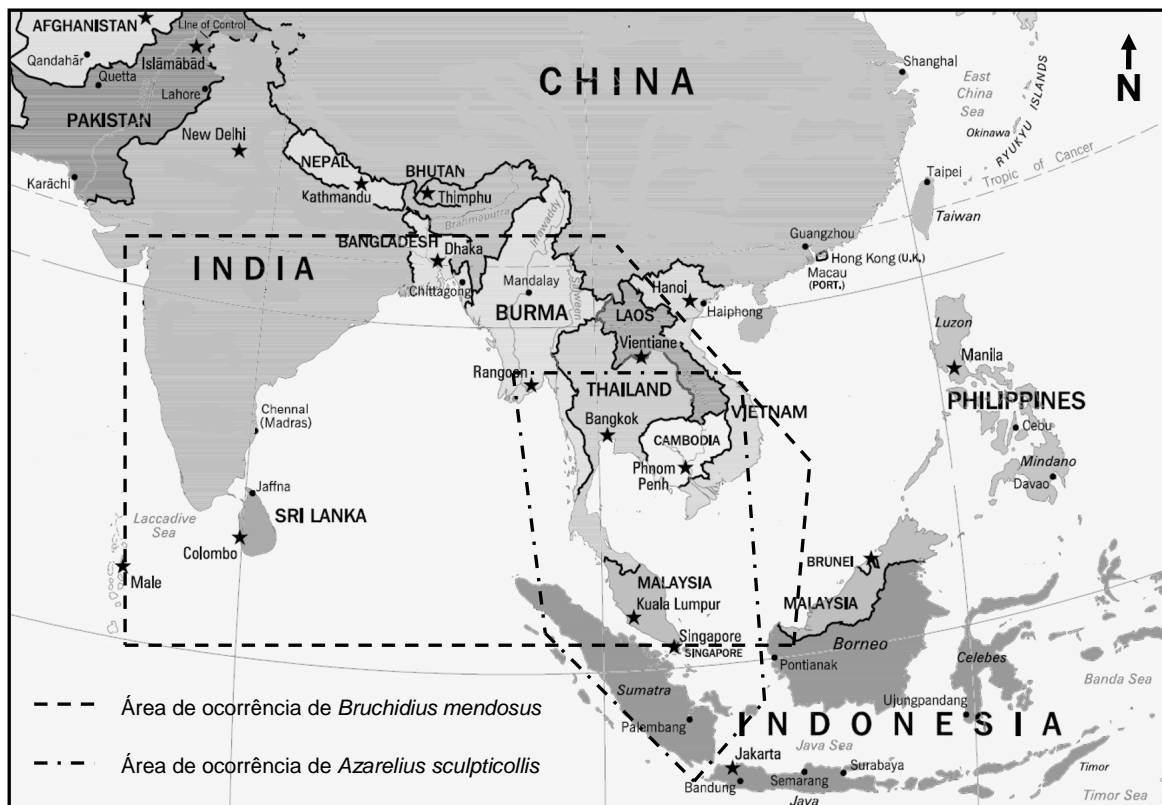 AFGHANISTAN
Line of Control
Qandahār
Islāmābād
Quetta
Lahore
PAKISTAN
New Delhi
Karāchi
CHINA
Shanghai
East
China
Sea
Okinawa
RYUKYU ISLANDS
N
Tropic of Cancer
Taipei
Taiwan
NEPAL
Kathmandu
BHUTAN
Thimphu
Brahmaputra
Irrawaddy
BANGLADESH
Dhaka
INDIA
Chittagong
Mandalay
Salween
BURMA
Guangzhou
Hong Kong (U.K.)
Macau
(PORT.)
Hanoi
Haiphong
LAOS
Vientiane
Rangoon
THAILAND
Bangkok
VIETNAM
CAMBODIA
Phnom
Penh
Luzon
Manila
PHILIPPINES
Cebu
Mindano
Davao
Chennal
(Madras)
Jaffna
SRI LANKA
Laccadive
Sea
Colombo
Male
MALAYSIA
Kuala Lumpur
Singapore
SINGAPORE
BRUNEI
MALAYSIA
Borneo
Pontianak
Celebes
Ujungpandang
Banda Sea
Sumatra
Palembang
INDONESIA
Jakarta
Java Sea
Bandung
Semarang
Surabaya
Java
Timor
Timor Sea
Área de ocorrência de Bruchidius mendosus
Área de ocorrência de Azarelius sculpticollis